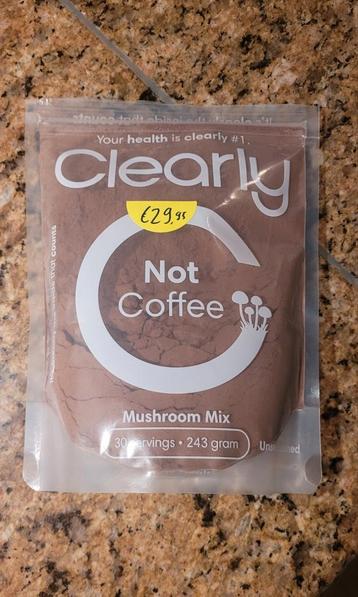 Your health is clearly #1.
Clearly
€29,95
Not
Coffee
Mushroom Mix
30 servings • 243 gram